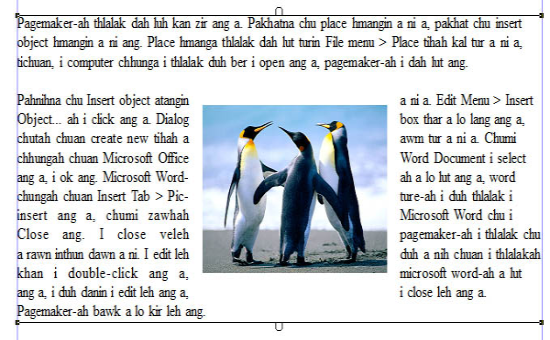 Pagemaker-ah thlalak dah luh kan zir ang a. Pakhatna chu place hmangin a ni a, pakhat chu insert
object hmangin a ni ang. Place hmanga thlalak dah lut turin File menu > Place tihah kal tur a ni a,
tichuan, i computer chhunga i thlalak duh ber i open ang a, pagemaker-ah i dah lut ang.
Pahnihna chu Insert object atangin a ni a. Edit Menu > Insert
Object... ah i click ang a. Dialog box thar a lo lang ang a,
chutah chuan create new tihah a awm tur a ni a. Chumi
chhungah chuan Microsoft Office Word Document i select
ang a, i ok ang. Microsoft Word- ah a lo lut ang a, word
chungah chuan Insert Tab > Pic- ture-ah i duh thlalak i
insert ang a, chumi zawhah Microsoft Word chu i
Close ang. I close veleh pagemaker-ah i thlalak chu
a rawn inthun dawn a ni. I edit leh duh a nih chuan i thlalakah
khan i double-click ang a, microsoft word-ah a lut
ang a, i duh danin i edit leh ang a, i close leh ang a.
Pagemaker-ah bawk a lo kir leh ang.